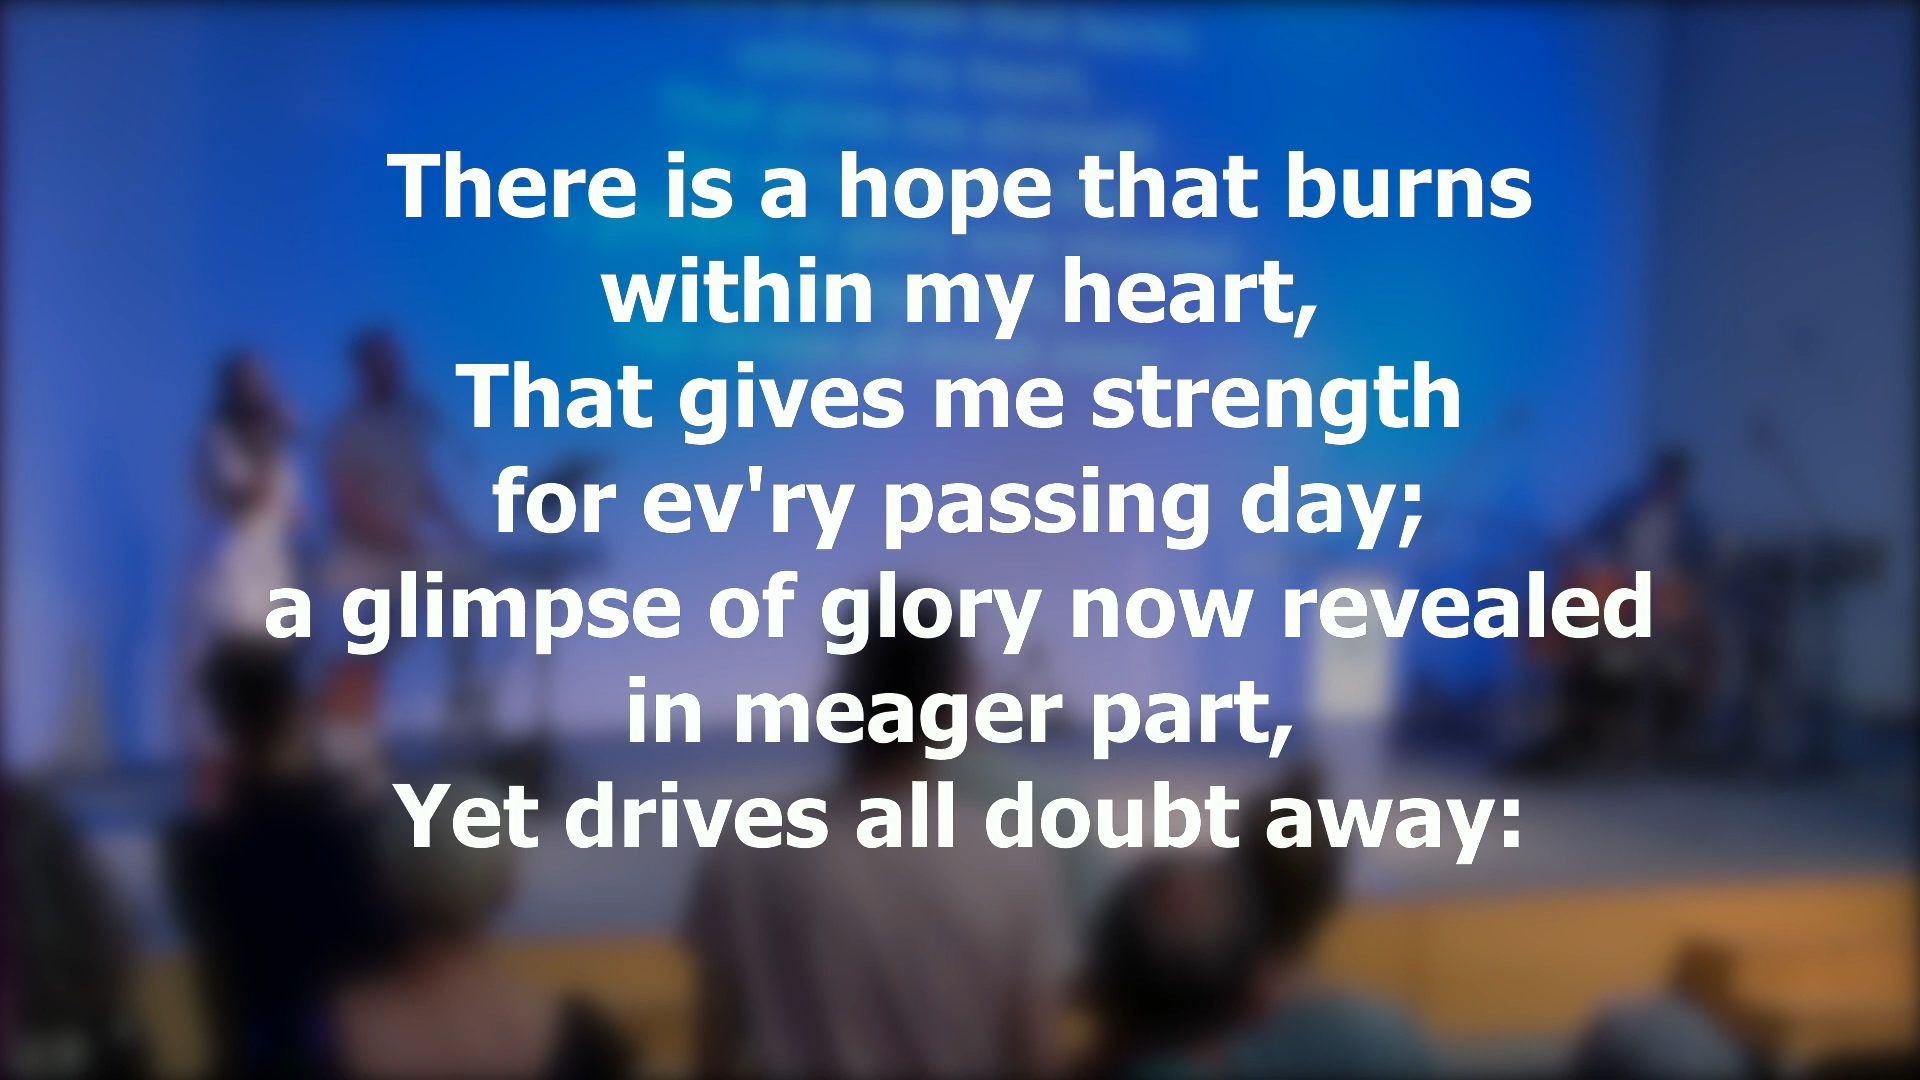 There is a hope that burns
within my heart,
That gives me strength
for ev'ry passing day;
a glimpse of glory now revealed
in meager part,
Yet drives all doubt away: